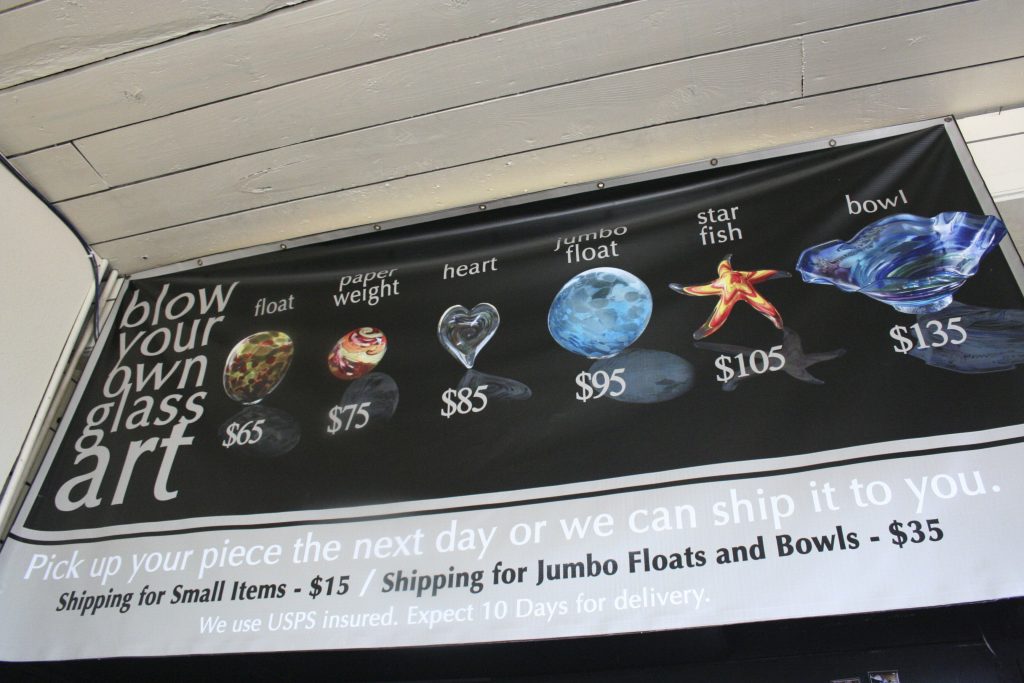 blow
your
own
glass
art
float
$65
paper
weight
$75
heart
$85
jumbo
float
$95
star
fish
$105
bowl
$135
Pick up your piece the next day or we can ship it to you.
Shipping for Small Items - $15 / Shipping for Jumbo Floats and Bowls - $35
We use USPS insured. Expect 10 Days for delivery.